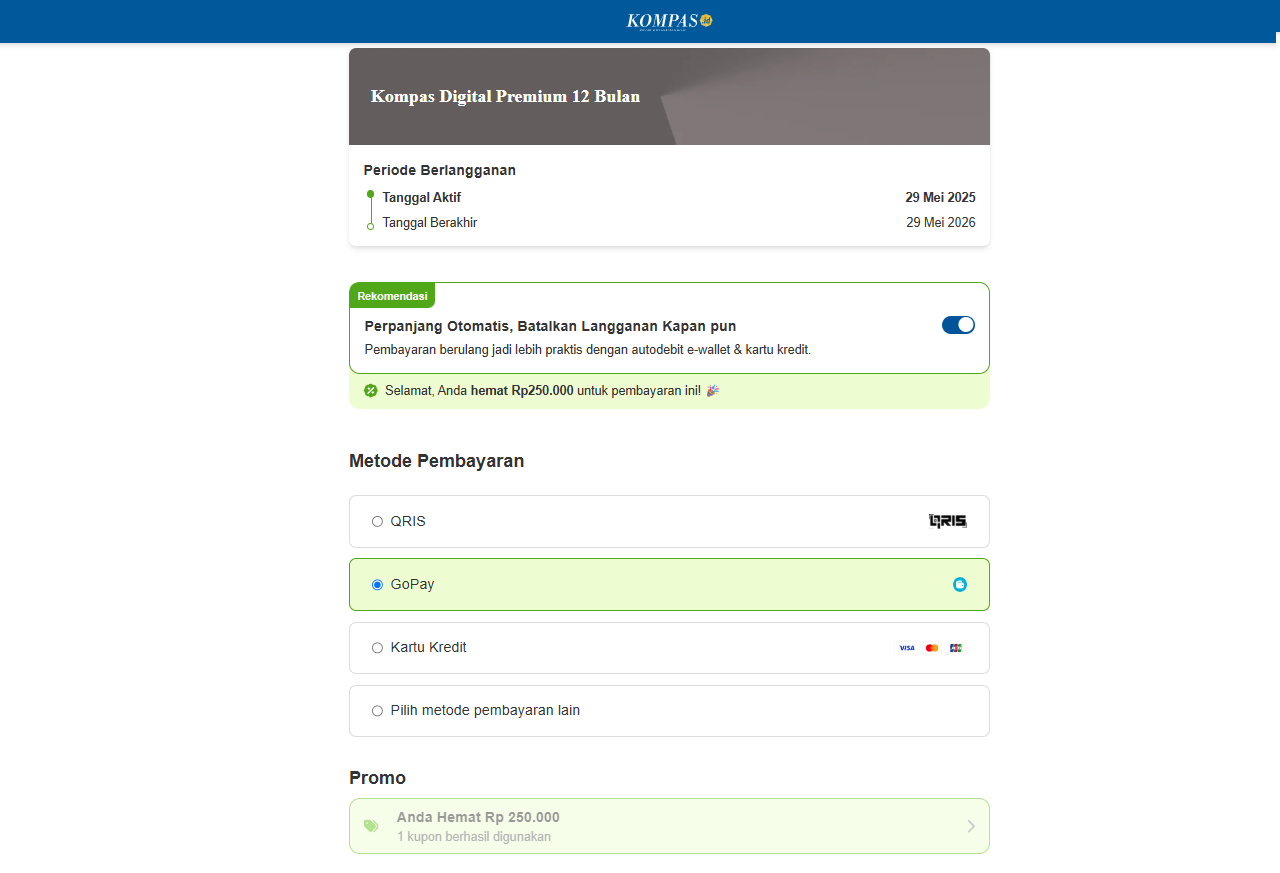 KOMPAS.id
Kompas Digital Premium 12 Bulan
Periode Berlangganan
Tanggal Aktif 29 Mei 2025
Tanggal Berakhir 29 Mei 2026
Rekomendasi
Perpanjang Otomatis, Batalkan Langganan Kapan pun
Pembayaran berulang jadi lebih praktis dengan autodebit e-wallet & kartu kredit.
Selamat, Anda hemat Rp250.000 untuk pembayaran ini! 🎉
Metode Pembayaran
QRIS QRIS
GoPay
Kartu Kredit VISA JCB
Pilih metode pembayaran lain
Promo
Anda Hemat Rp 250.000
1 kupon berhasil digunakan